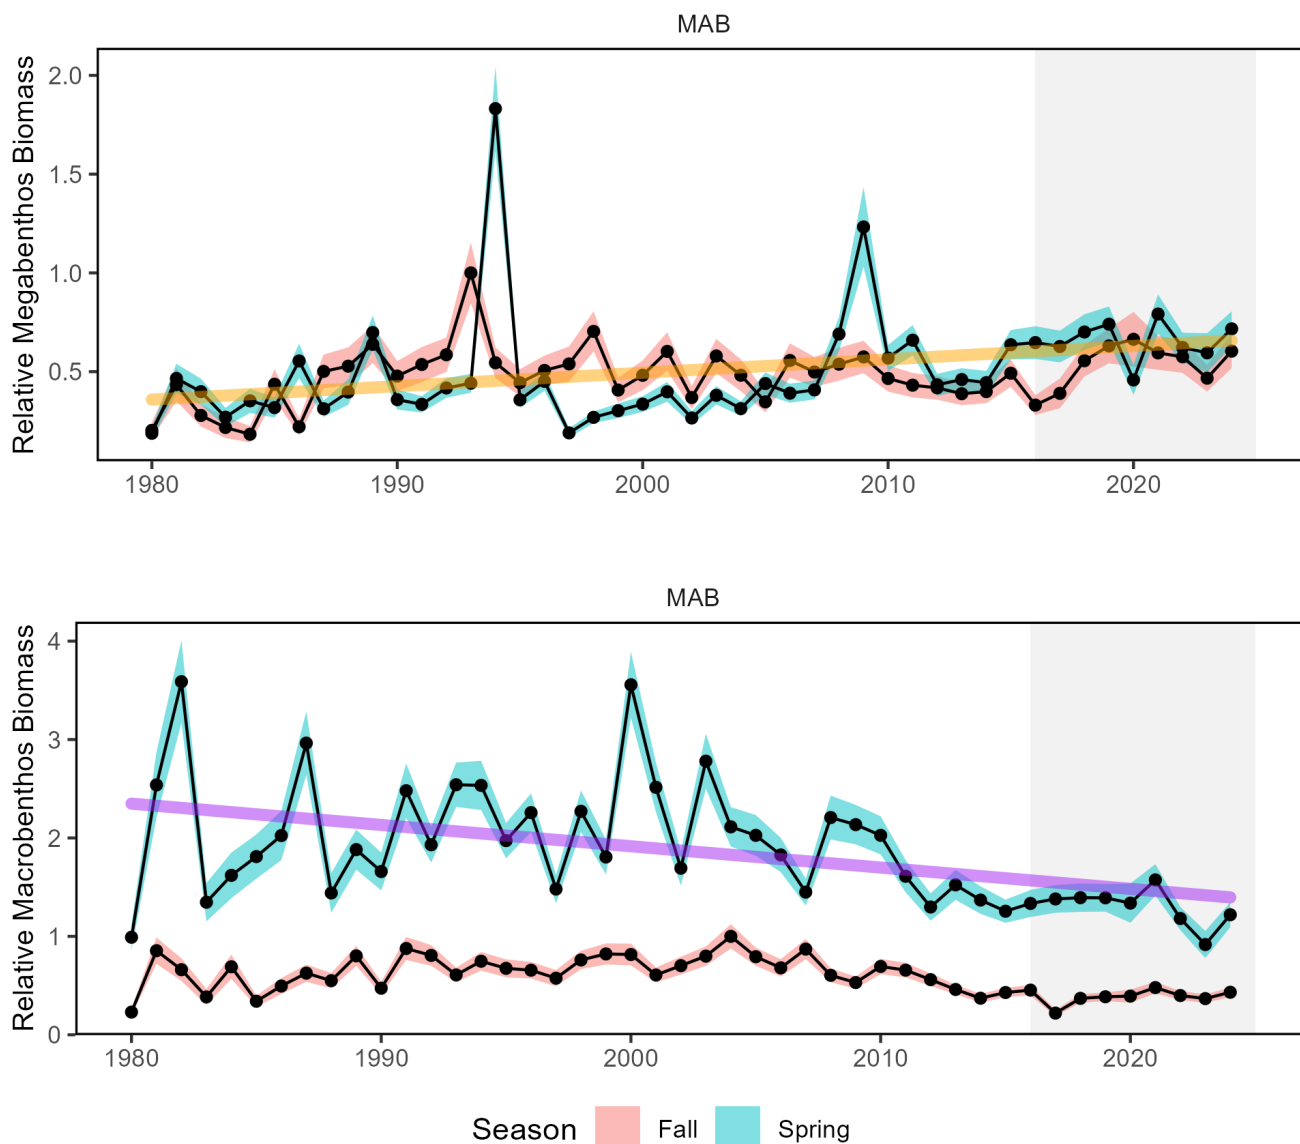 MAB
Relative Megabenthos Biomass
2.0
1.5
1.0
0.5
1980 1990 2000 2010 2020
MAB
Relative Macrobenthos Biomass
4
3
2
1
0
1980 1990 2000 2010 2020
Season Fall Spring